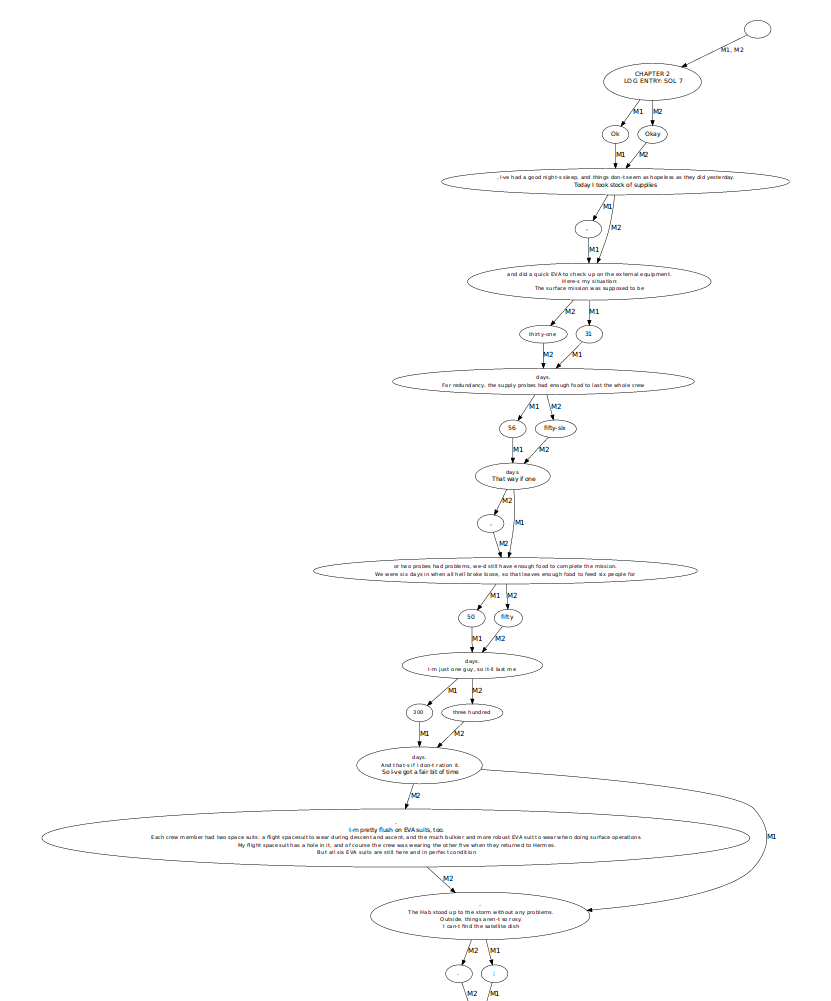 M1, M2
CHAPTER 2
LOG ENTRY: SOL 7
M1
M2
Ok
Okay
M1
M2
, I-ve had a good night-s sleep, and things don-t seem as hopeless as they did yesterday.
Today I took stock of supplies
M1
M2
,
M1
and did a quick EVA to check up on the external equipment.
Here-s my situation:
The surface mission was supposed to be
M2
M1
thirty-one
31
M2
M1
days.
For redundancy, the supply probes had enough food to last the whole crew
M1
M2
56
fifty-six
M1
M2
days.
That way if one
M2
M1
,
M2
or two probes had problems, we-d still have enough food to complete the mission.
We were six days in when all hell broke loose, so that leaves enough food to feed six people for
M1
M2
50
fifty
M1
M2
days.
I-m just one guy, so it-ll last me
M1
M2
300
three hundred
M1
M2
days.
And that-s if I don-t ration it.
So I-ve got a fair bit of time
M2
M1
.
I-m pretty flush on EVA suits, too.
Each crew member had two space suits: a flight spacesuit to wear during descent and ascent, and the much bulkier and more robust EVA suit to wear when doing surface operations.
My flight spacesuit has a hole in it, and of course the crew was wearing the other five when they returned to Hermes.
But all six EVA suits are still here and in perfect condition
M2
.
The Hab stood up to the storm without any problems.
Outside, things aren-t so rosy.
I can-t find the satellite dish
M2
M1
.
;
M2
M1